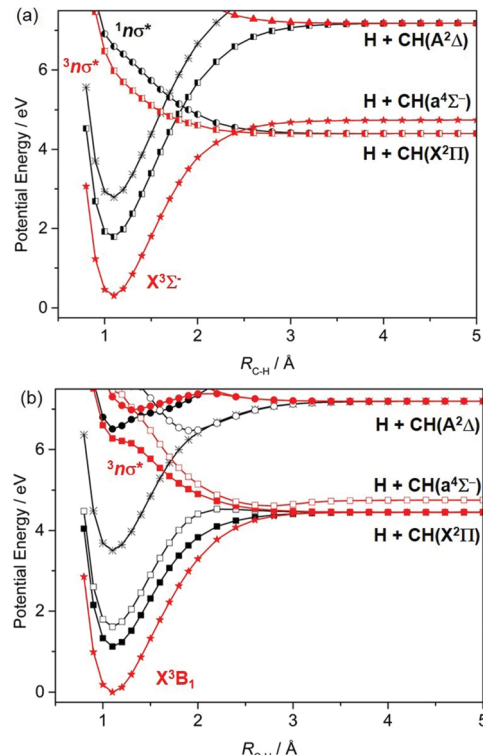 (a)
¹nσ*
³nσ*
H + CH(A²Δ)
H + CH(a⁴Σ⁻)
H + CH(X²Π)
X³Σ⁻
Potential Energy / eV
6
4
2
0
1
2
3
4
5
R_C-H / Å
(b)
³nσ*
H + CH(A²Δ)
H + CH(a⁴Σ⁻)
H + CH(X²Π)
X³B₁
Potential Energy / eV
6
4
2
0
1
2
3
4
5